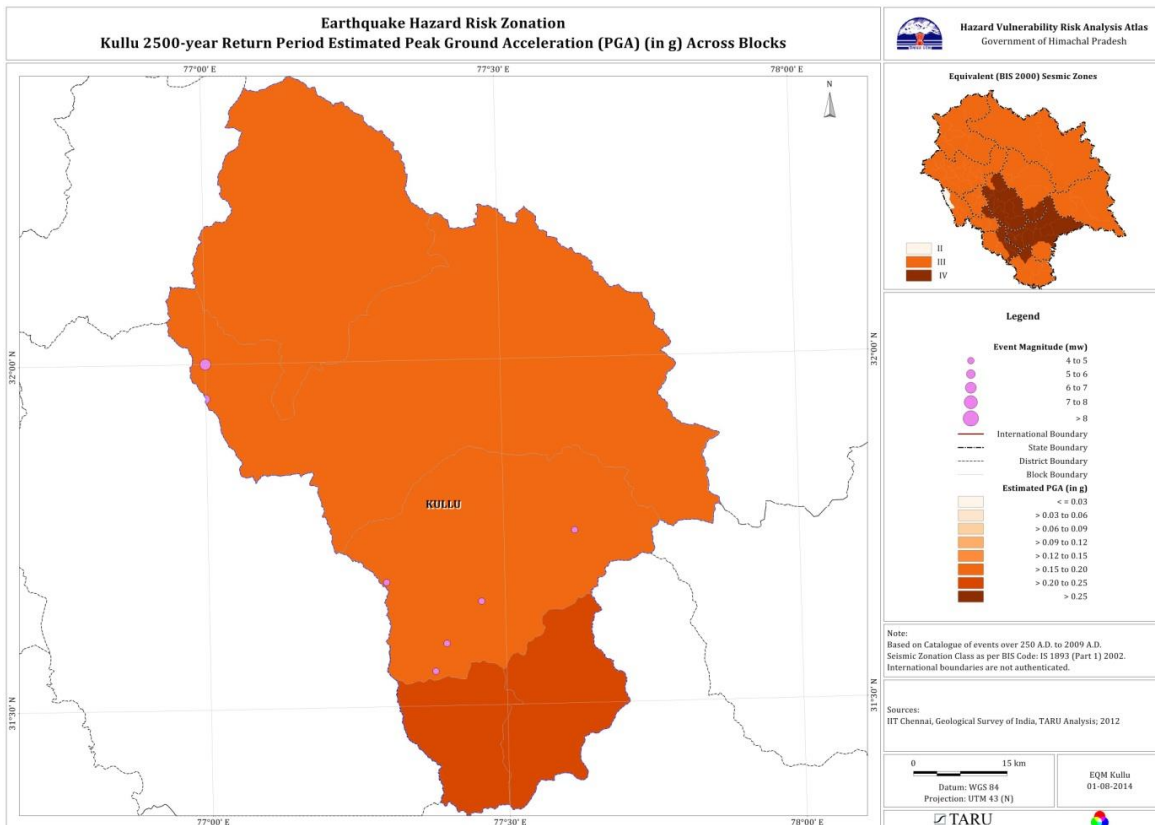 Earthquake Hazard Risk Zonation
Kullu 2500-year Return Period Estimated Peak Ground Acceleration (PGA) (in g) Across Blocks
77°00' E
77°30' E
78°00' E
N
32°00' N
32°00' N
KULLU
31°30' N
31°30' N
77°00' E
77°30' E
78°00' E
Hazard Vulnerability Risk Analysis Atlas
Government of Himachal Pradesh
Equivalent (BIS 2000) Sesmic Zones
II
III
IV
Legend
Event Magnitude (mw)
4 to 5
5 to 6
6 to 7
7 to 8
> 8
International Boundary
State Boundary
District Boundary
Block Boundary
Estimated PGA (in g)
< = 0.03
> 0.03 to 0.06
> 0.06 to 0.09
> 0.09 to 0.12
> 0.12 to 0.15
> 0.15 to 0.20
> 0.20 to 0.25
> 0.25
Note:
Based on Catalogue of events over 250 A.D. to 2009 A.D.
Seismic Zonation Class as per BIS Code: IS 1893 (Part 1) 2002.
International boundaries are not authenticated.
Sources:
IIT Chennai, Geological Survey of India, TARU Analysis; 2012
0 15 km
Datum: WGS 84
Projection: UTM 43 (N)
EQM Kullu
01-08-2014
TARU